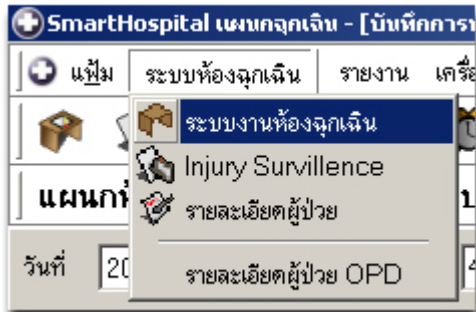 SmartHospital แผนกฉุกเฉิน - [บันทึกการ
แฟ้ม ระบบห้องฉุกเฉิน รายงาน
ระบบงานห้องฉุกเฉิน
Injury Survillence
แผนก
รายละเอียดผู้ป่วย
วันที่ 20
รายละเอียดผู้ป่วย OPD